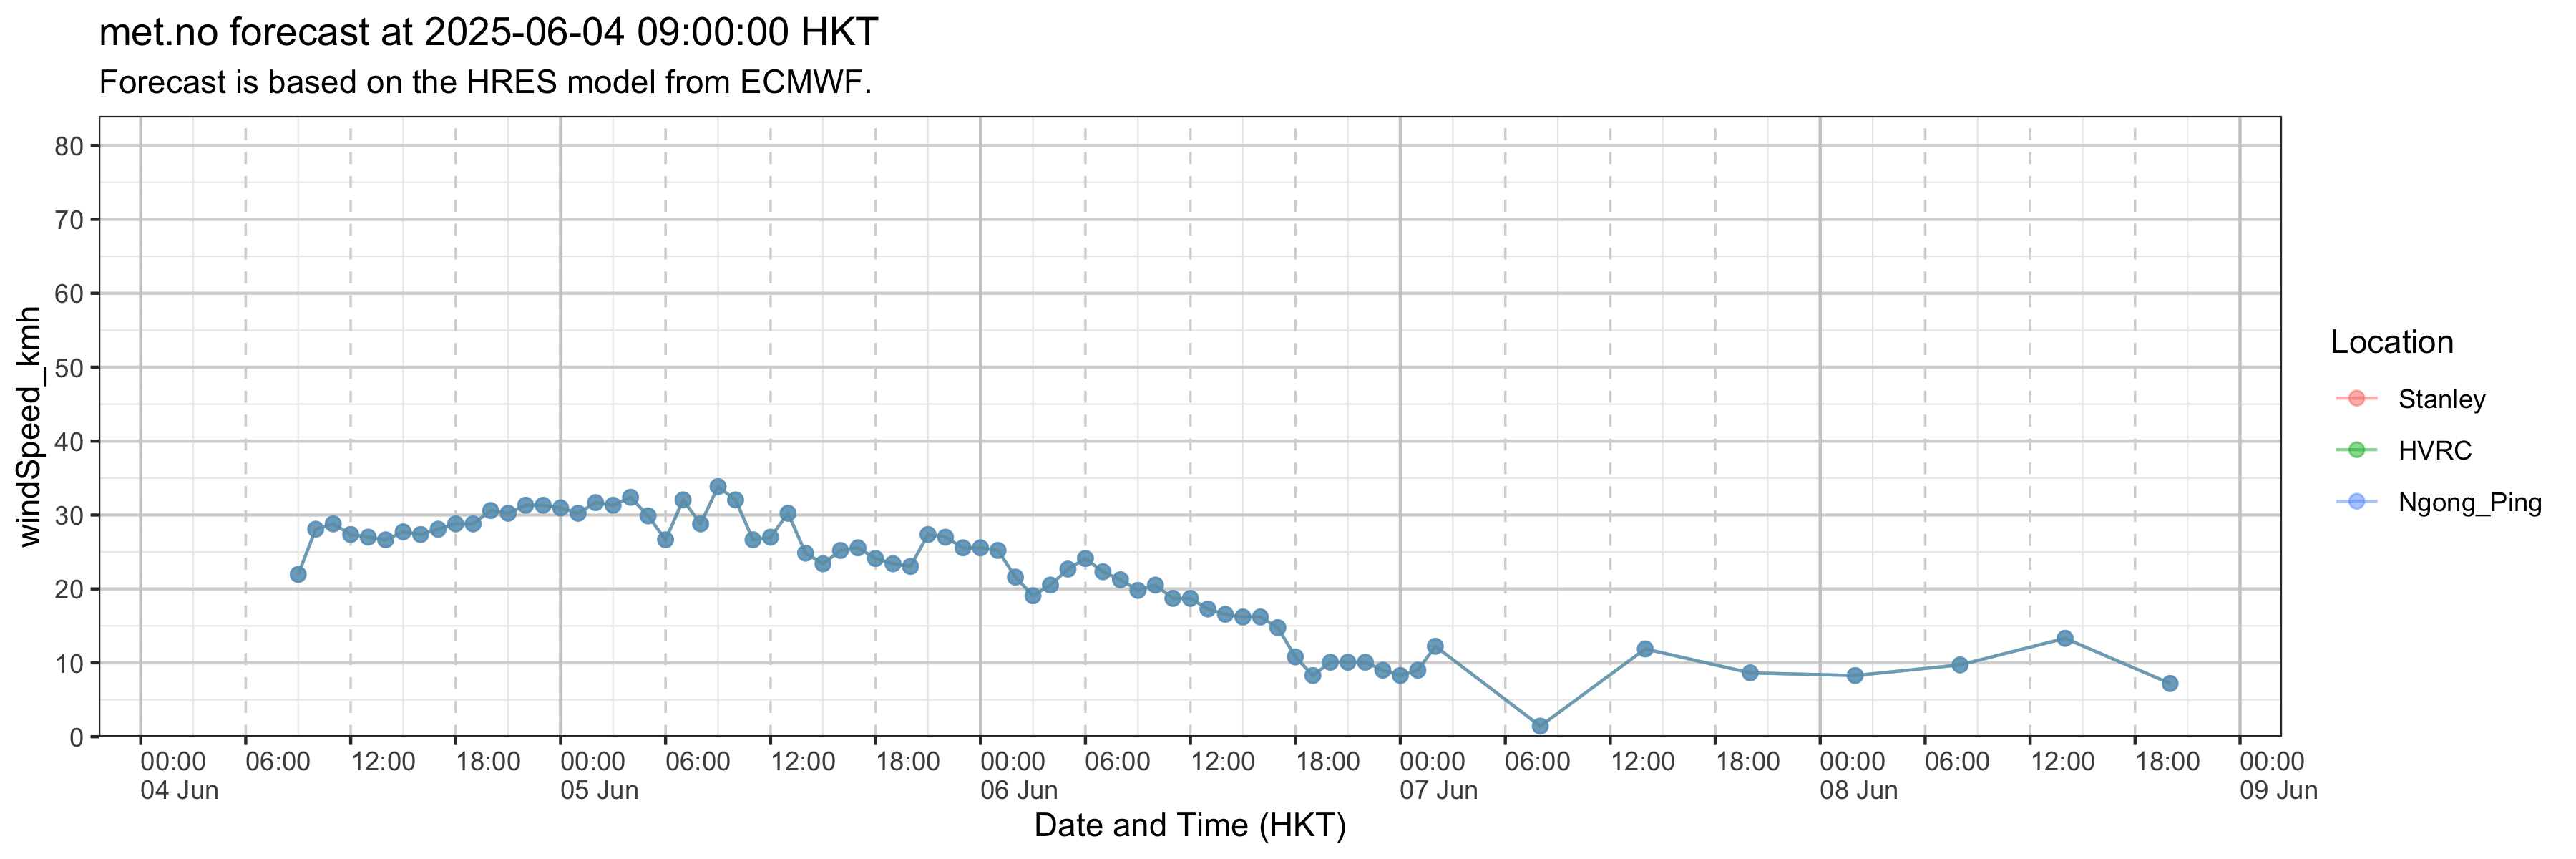 met.no forecast at 2025-06-04 09:00:00 HKT
Forecast is based on the HRES model from ECMWF.
windSpeed_kmh
80
70
60
50
40
30
20
10
0
00:00 06:00 12:00 18:00 00:00 06:00 12:00 18:00 00:00 06:00 12:00 18:00 00:00 06:00 12:00 18:00 00:00 06:00 12:00 18:00 00:00
04 Jun 05 Jun 06 Jun 07 Jun 08 Jun 09 Jun
Date and Time (HKT)
Location
Stanley
HVRC
Ngong_Ping